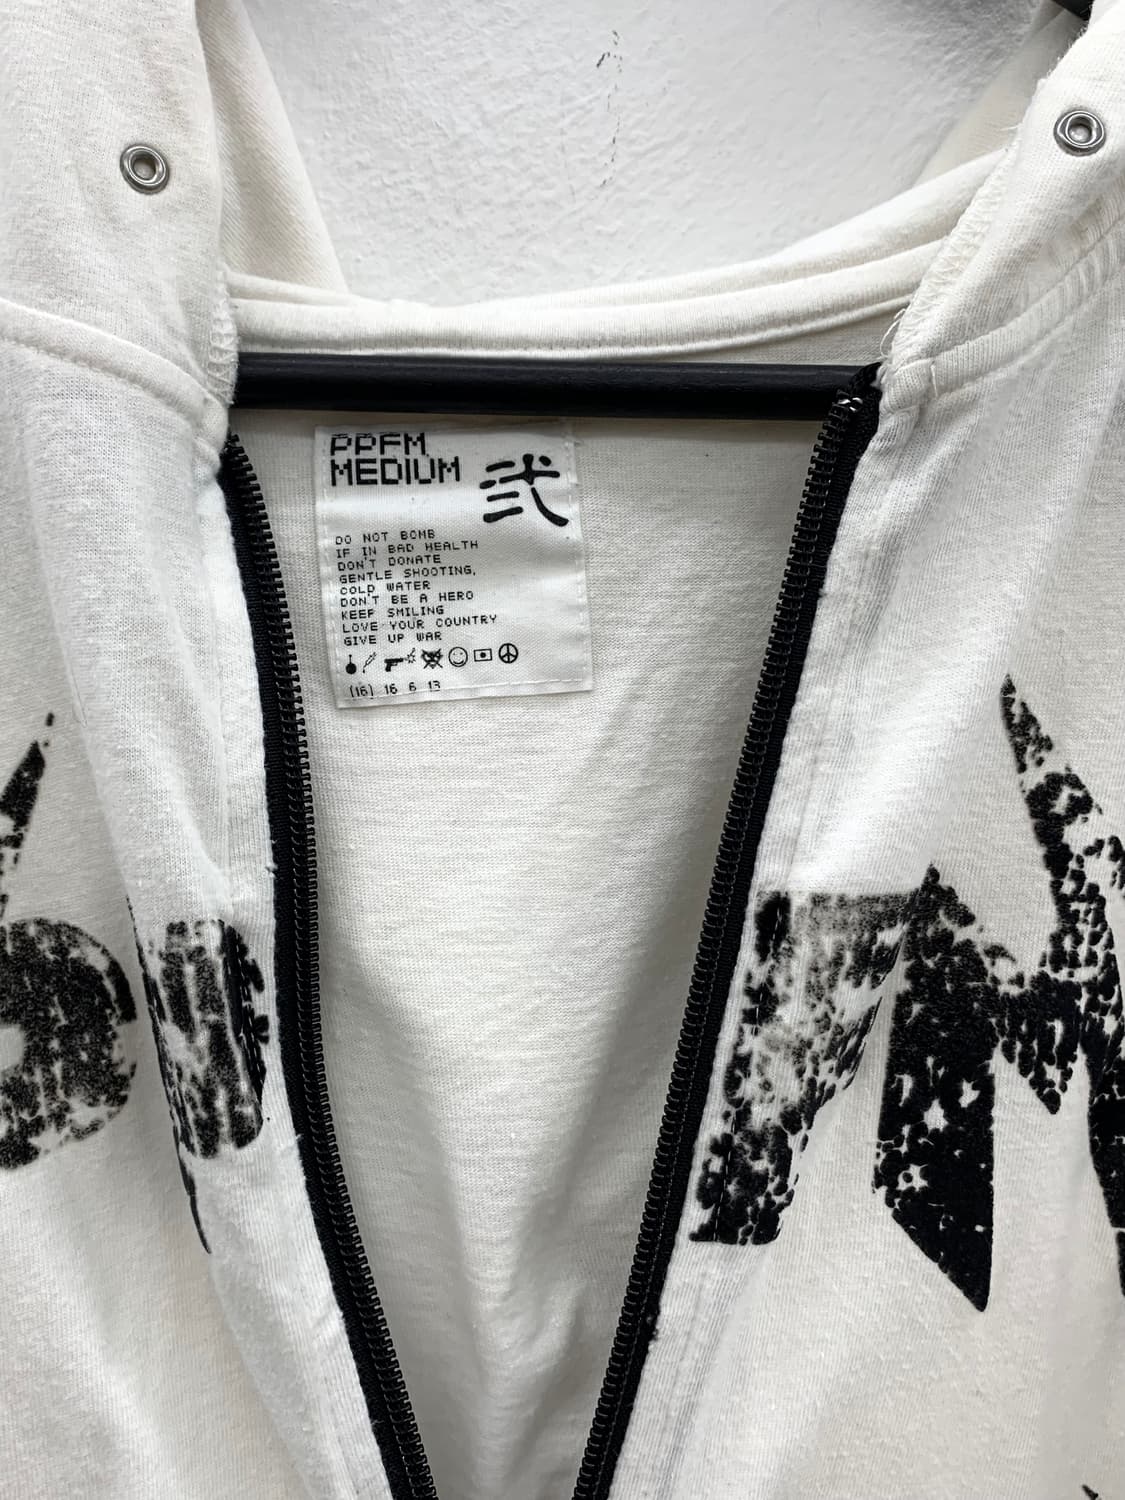 PPFM
MEDIUM
弐
DO NOT BOMB
IF IN BAD HEALTH
DON'T DONATE
GENTLE SHOOTING,
COLD WATER
DON'T BE A HERO
KEEP SMILING
LOVE YOUR COUNTRY
GIVE UP WAR
(16) 16 6 13